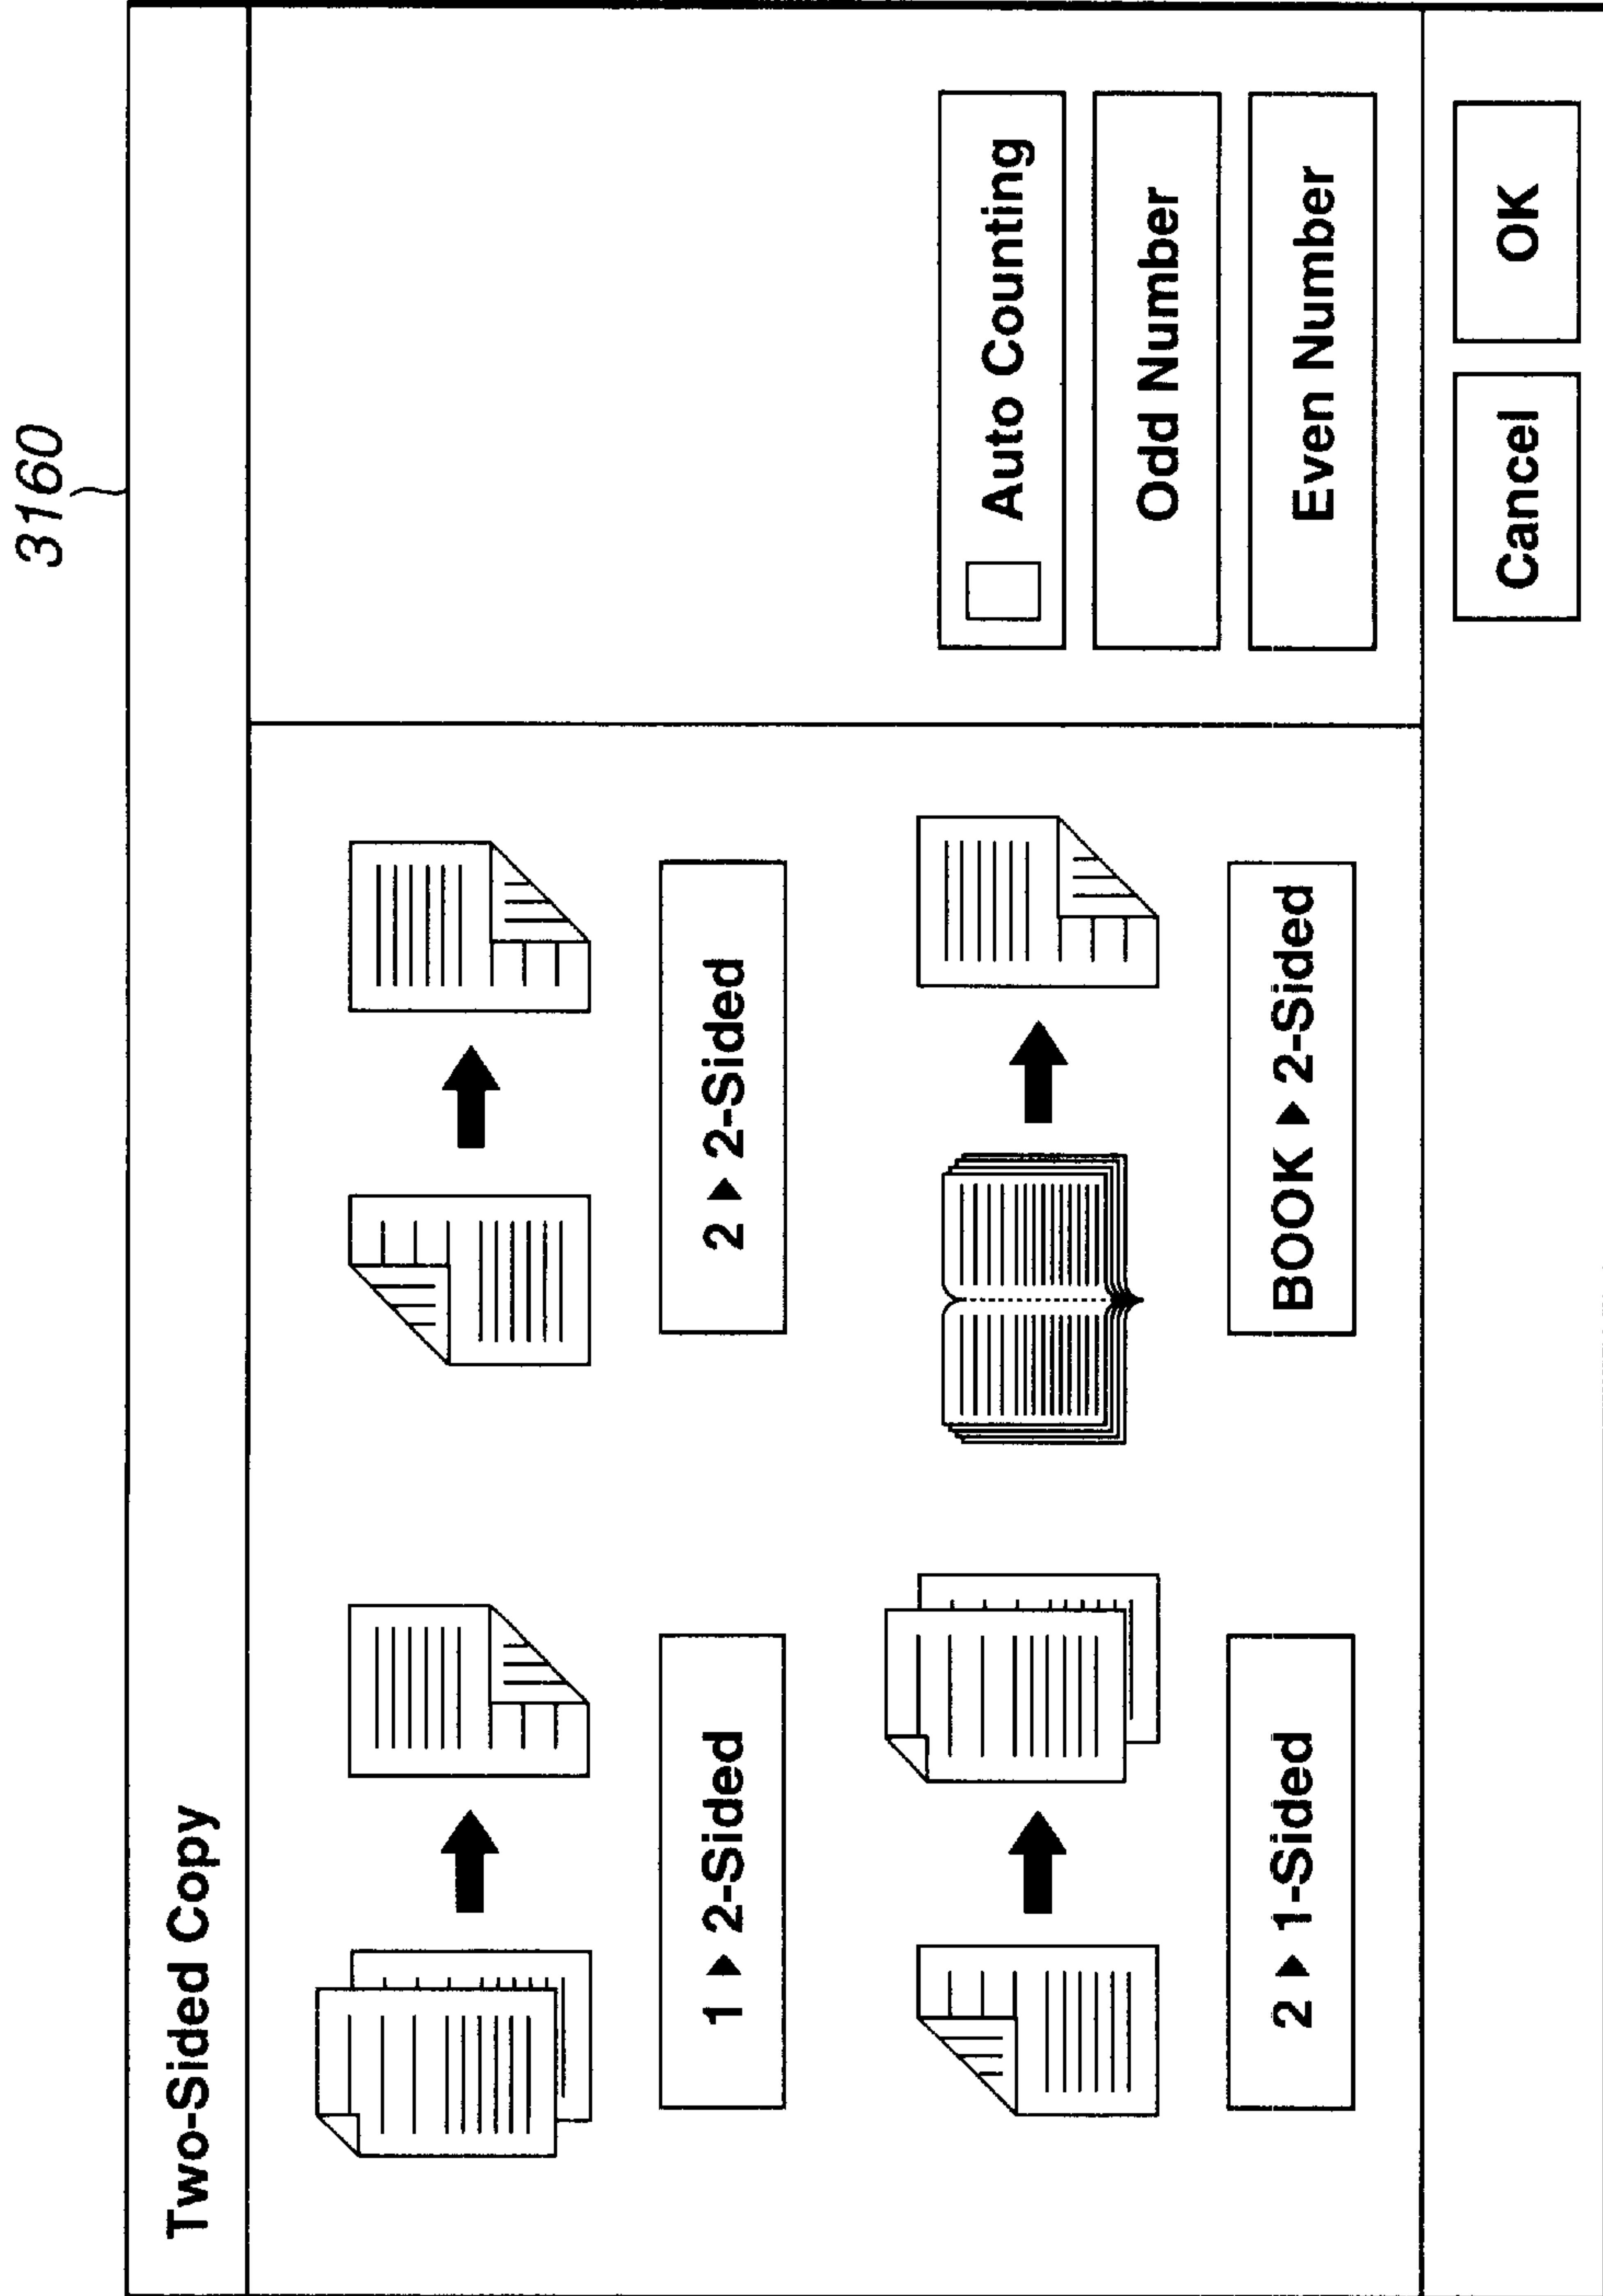 3160
Two-Sided Copy
1 ▶ 2-Sided
2 ▶ 2-Sided
2 ▶ 1-Sided
BOOK ▶ 2-Sided
Auto Counting
Odd Number
Even Number
Cancel
OK